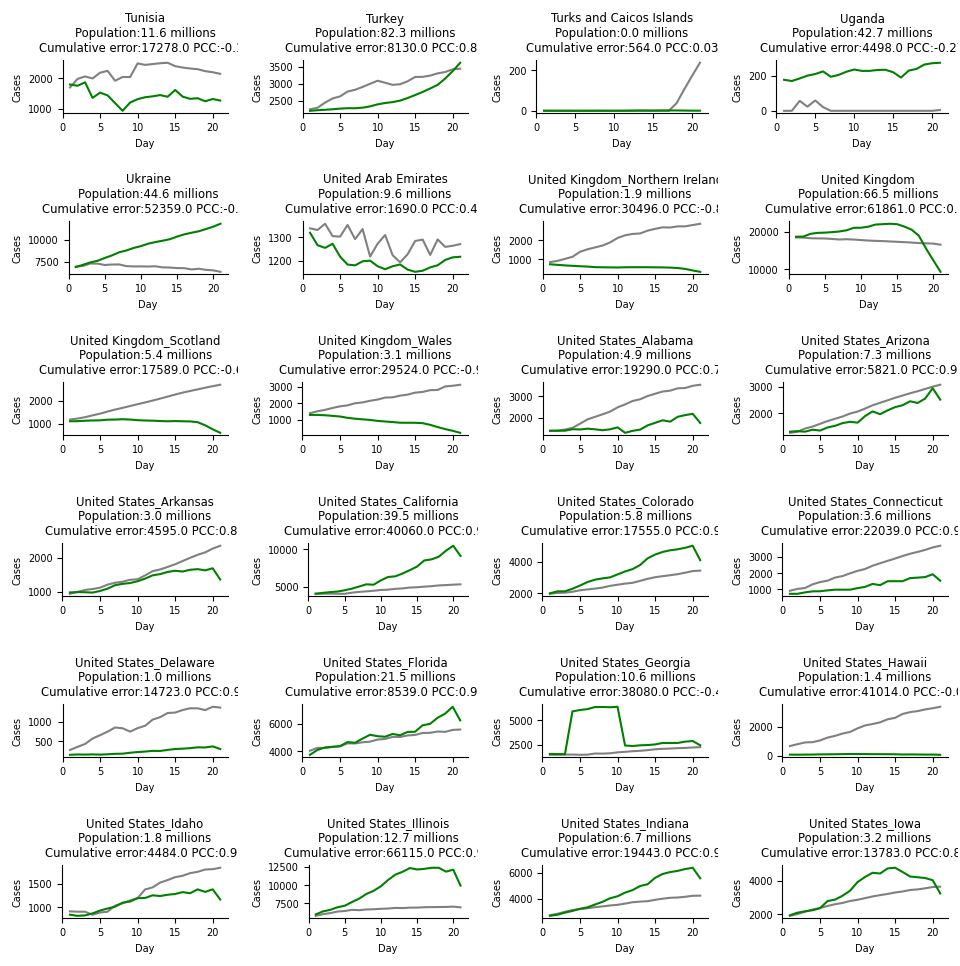 Tunisia
Population:11.6 millions
Cumulative error:17278.0 PCC:-0.
Cases
2000
1000
0 5 10 15 20
Day
Turkey
Population:82.3 millions
Cumulative error:8130.0 PCC:0.8
Cases
3500
3000
2500
0 5 10 15 20
Day
Turks and Caicos Islands
Population:0.0 millions
Cumulative error:564.0 PCC:0.03
Cases
200
0
0 5 10 15 20
Day
Uganda
Population:42.7 millions
Cumulative error:4498.0 PCC:-0.2
Cases
200
0
0 5 10 15 20
Day
Ukraine
Population:44.6 millions
Cumulative error:52359.0 PCC:-0.
Cases
10000
7500
0 5 10 15 20
Day
United Arab Emirates
Population:9.6 millions
Cumulative error:1690.0 PCC:0.4
Cases
1300
1200
0 5 10 15 20
Day
United Kingdom_Northern Ireland
Population:1.9 millions
Cumulative error:30496.0 PCC:-0.8
Cases
2000
1000
0 5 10 15 20
Day
United Kingdom
Population:66.5 millions
Cumulative error:61861.0 PCC:0.
Cases
20000
10000
0 5 10 15 20
Day
United Kingdom_Scotland
Population:5.4 millions
Cumulative error:17589.0 PCC:-0.6
Cases
2000
1000
0 5 10 15 20
Day
United Kingdom_Wales
Population:3.1 millions
Cumulative error:29524.0 PCC:-0.9
Cases
3000
2000
1000
0 5 10 15 20
Day
United States_Alabama
Population:4.9 millions
Cumulative error:19290.0 PCC:0.7
Cases
3000
2000
0 5 10 15 20
Day
United States_Arizona
Population:7.3 millions
Cumulative error:5821.0 PCC:0.9
Cases
3000
2000
0 5 10 15 20
Day
United States_Arkansas
Population:3.0 millions
Cumulative error:4595.0 PCC:0.8
Cases
2000
1000
0 5 10 15 20
Day
United States_California
Population:39.5 millions
Cumulative error:40060.0 PCC:0.9
Cases
10000
5000
0 5 10 15 20
Day
United States_Colorado
Population:5.8 millions
Cumulative error:17555.0 PCC:0.9
Cases
4000
2000
0 5 10 15 20
Day
United States_Connecticut
Population:3.6 millions
Cumulative error:22039.0 PCC:0.9
Cases
3000
2000
1000
0 5 10 15 20
Day
United States_Delaware
Population:1.0 millions
Cumulative error:14723.0 PCC:0.9
Cases
1000
500
0 5 10 15 20
Day
United States_Florida
Population:21.5 millions
Cumulative error:8539.0 PCC:0.9
Cases
6000
4000
0 5 10 15 20
Day
United States_Georgia
Population:10.6 millions
Cumulative error:38080.0 PCC:-0.4
Cases
5000
2500
0 5 10 15 20
Day
United States_Hawaii
Population:1.4 millions
Cumulative error:41014.0 PCC:-0.0
Cases
2000
0
0 5 10 15 20
Day
United States_Idaho
Population:1.8 millions
Cumulative error:4484.0 PCC:0.9
Cases
1500
1000
0 5 10 15 20
Day
United States_Illinois
Population:12.7 millions
Cumulative error:66115.0 PCC:0.9
Cases
12500
10000
7500
0 5 10 15 20
Day
United States_Indiana
Population:6.7 millions
Cumulative error:19443.0 PCC:0.9
Cases
6000
4000
0 5 10 15 20
Day
United States_Iowa
Population:3.2 millions
Cumulative error:13783.0 PCC:0.8
Cases
4000
2000
0 5 10 15 20
Day